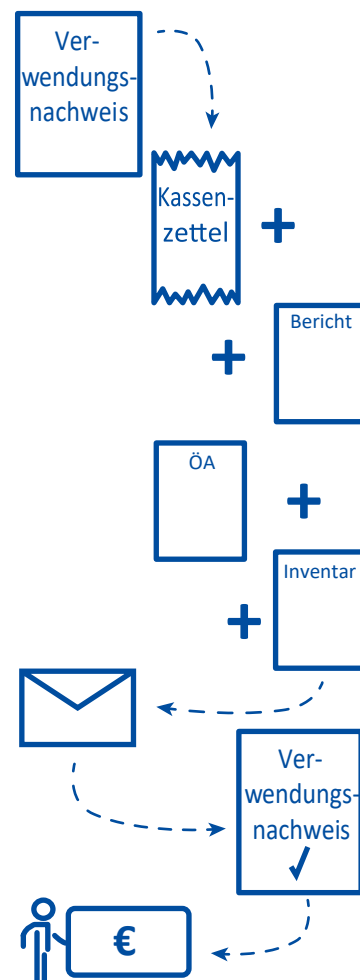 Ver-
wendungs-
nachweis
Kassen-
zettel
+
Bericht
+
ÖA
+
Inventar
+
Ver-
wendungs-
nachweis
€